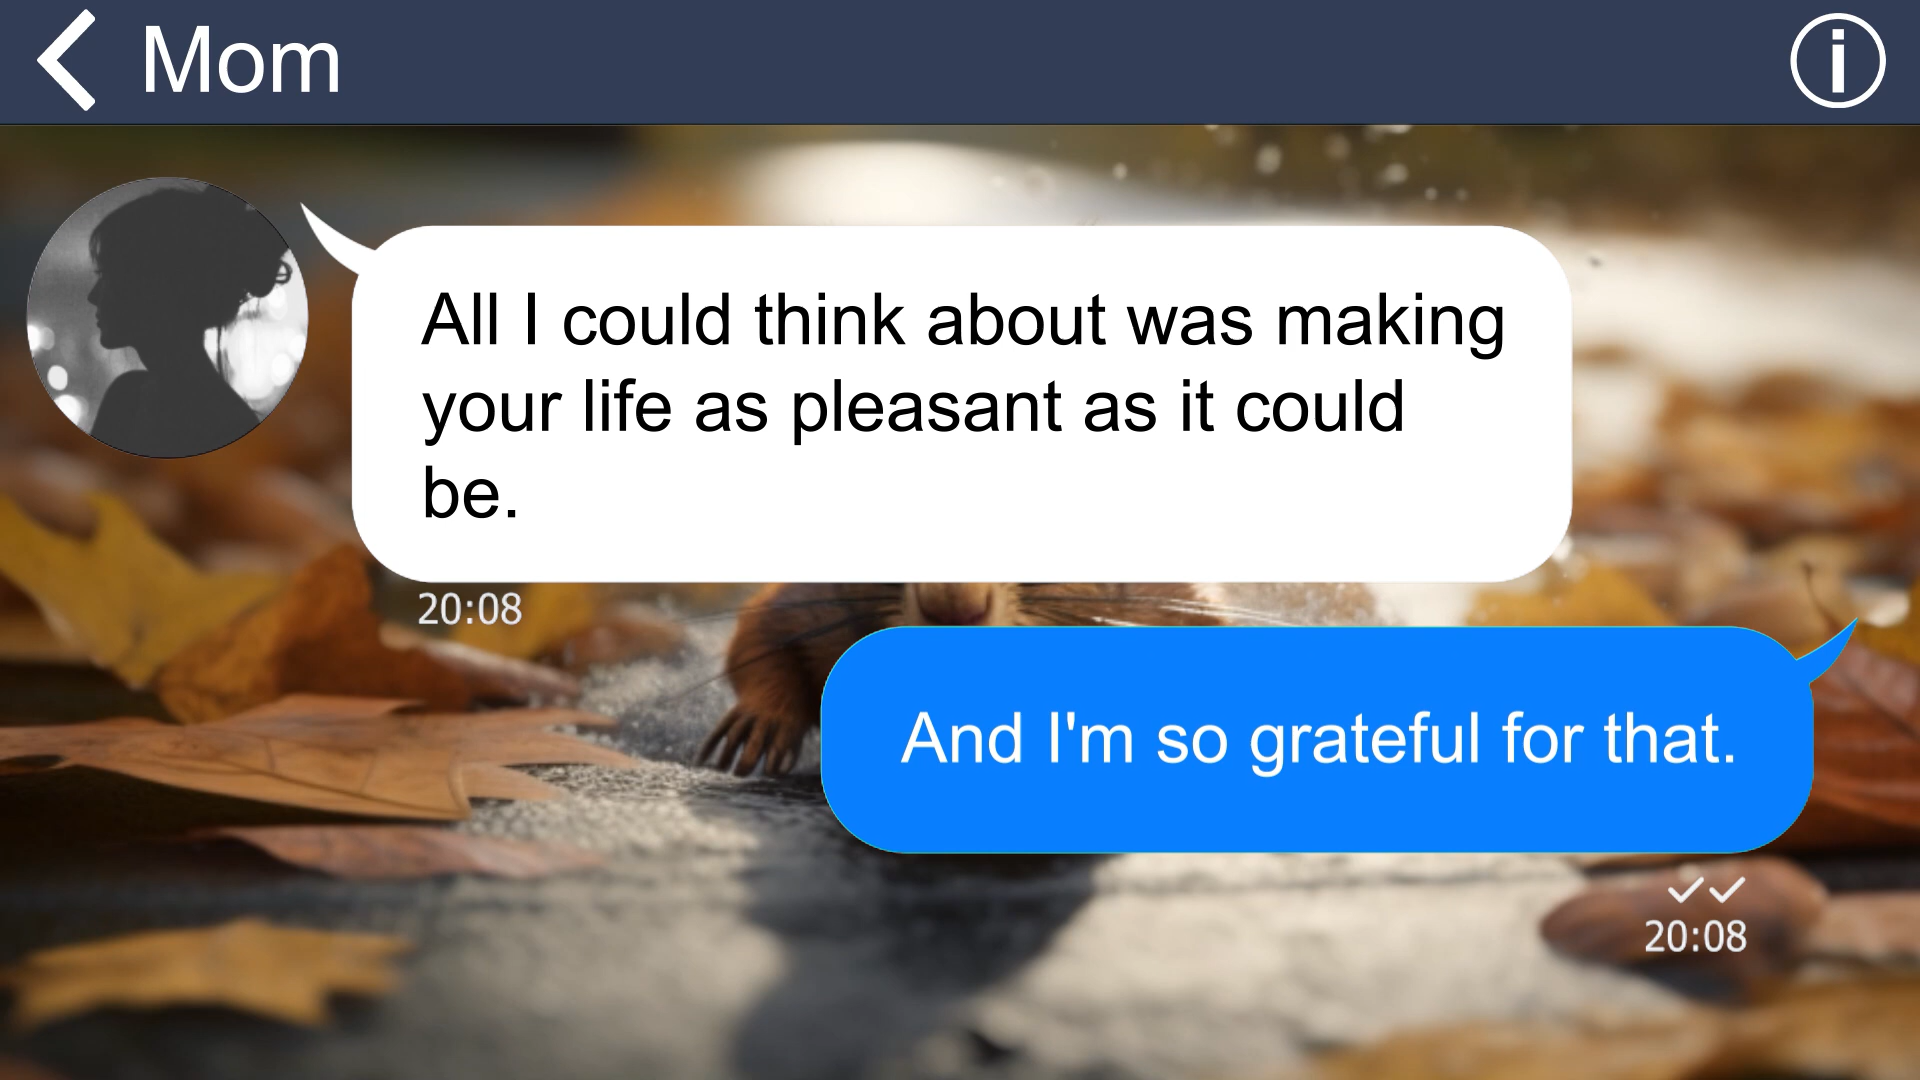 Mom
All I could think about was making
your life as pleasant as it could
be.
20:08
And I'm so grateful for that.
20:08